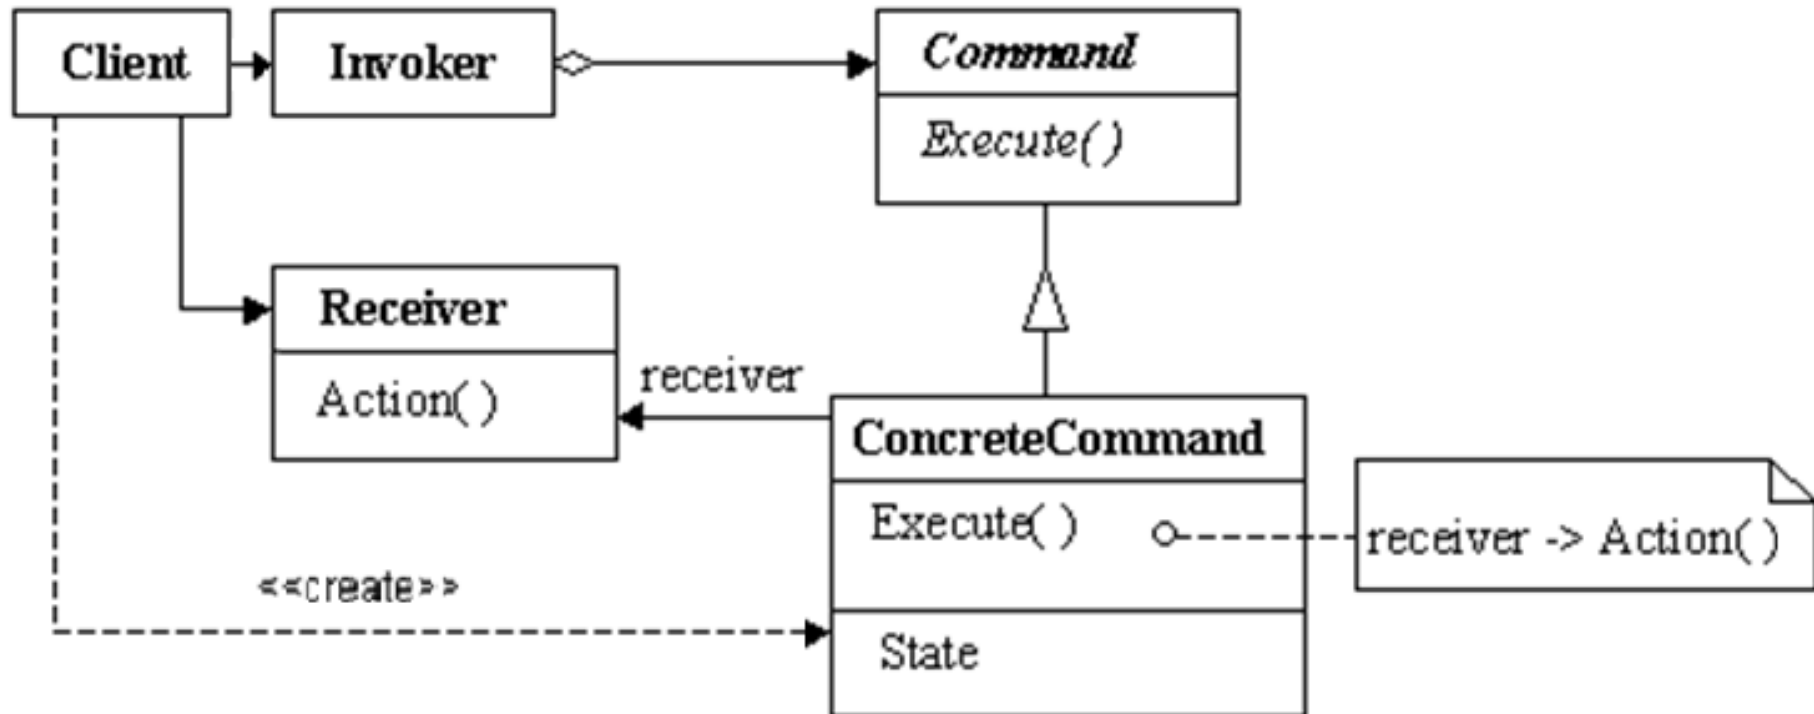 Client
Invoker
Command
Execute()
Receiver
Action()
receiver
ConcreteCommand
Execute()
receiver -> Action()
<<create>>
State